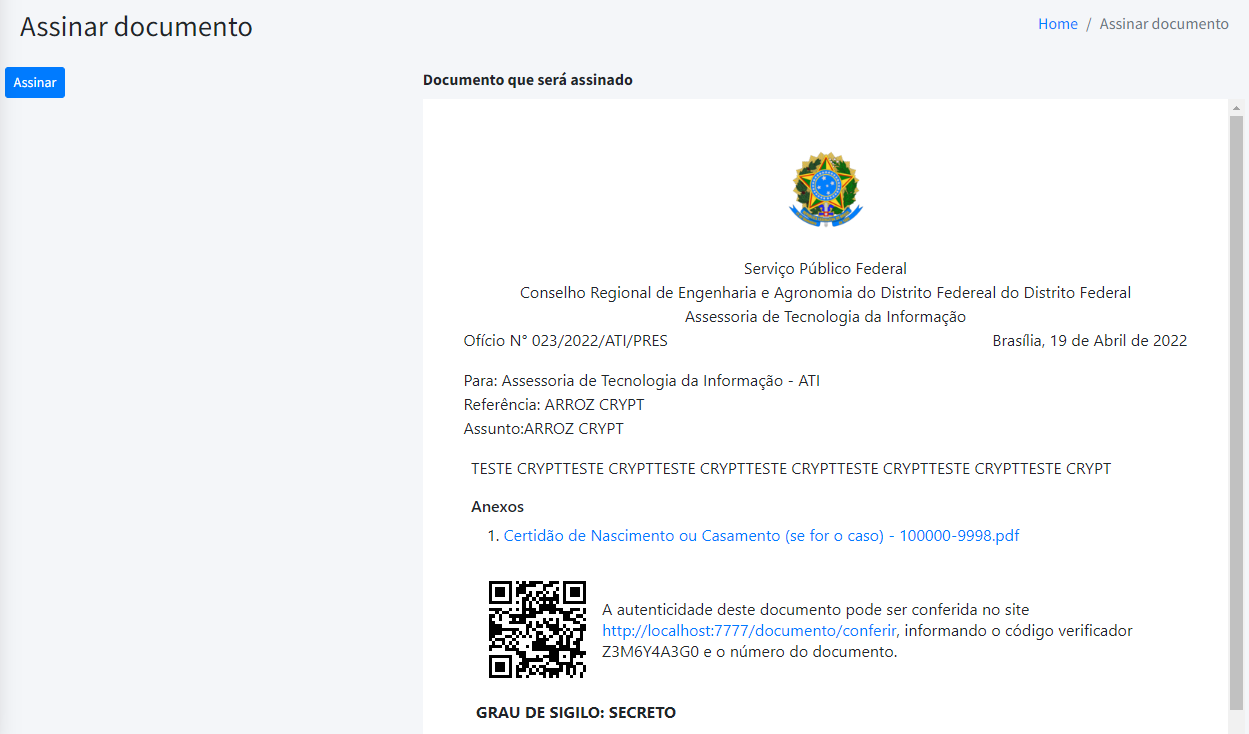 Assinar documento
Home / Assinar documento
Assinar
Documento que será assinado
Serviço Público Federal
Conselho Regional de Engenharia e Agronomia do Distrito Federeal do Distrito Federal
Assessoria de Tecnologia da Informação
Ofício N° 023/2022/ATI/PRES
Brasília, 19 de Abril de 2022
Para: Assessoria de Tecnologia da Informação - ATI
Referência: ARROZ CRYPT
Assunto:ARROZ CRYPT
TESTE CRYPTTESTE CRYPTTESTE CRYPTTESTE CRYPTTESTE CRYPTTESTE CRYPTTESTE CRYPT
Anexos
1. Certidão de Nascimento ou Casamento (se for o caso) - 100000-9998.pdf
A autenticidade deste documento pode ser conferida no site
http://localhost:7777/documento/conferir, informando o código verificador
Z3M6Y4A3G0 e o número do documento.
GRAU DE SIGILO: SECRETO